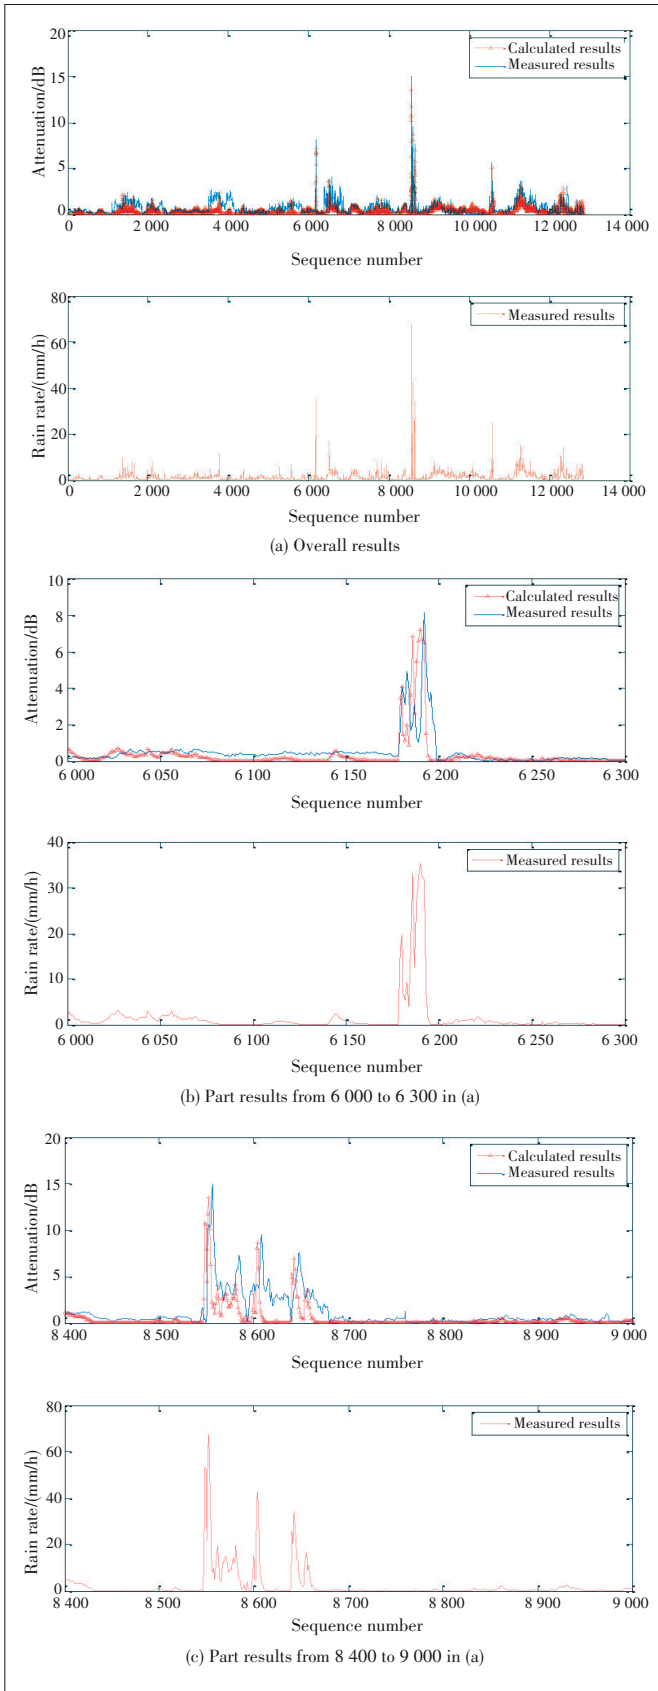 20
15
10
5
0
Attenuation/dB
Calculated results
Measured results
0 2 000 4 000 6 000 8 000 10 000 12 000 14 000
Sequence number
80
60
40
20
0
Rain rate/(mm/h)
Measured results
0 2 000 4 000 6 000 8 000 10 000 12 000 14 000
Sequence number
(a) Overall results
10
8
6
4
2
0
Attenuation/dB
Calculated results
Measured results
6 000 6 050 6 100 6 150 6 200 6 250 6 300
Sequence number
40
30
20
10
0
Rain rate/(mm/h)
Measured results
6 000 6 050 6 100 6 150 6 200 6 250 6 300
Sequence number
(b) Part results from 6 000 to 6 300 in (a)
20
15
10
5
0
Attenuation/dB
Calculated results
Measured results
8 400 8 500 8 600 8 700 8 800 8 900 9 000
Sequence number
80
60
40
20
0
Rain rate/(mm/h)
Measured results
8 400 8 500 8 600 8 700 8 800 8 900 9 000
Sequence number
(c) Part results from 8 400 to 9 000 in (a)